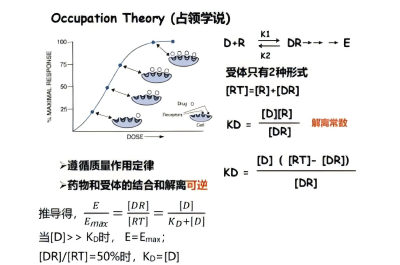 Occupation Theory (占领学说)
% MAXIMAL RESPONSE
100
75
50
25
Drug
Receptors
Cell
DOSE
D+R K1 K2 DR E
受体只有2种形式
[RT]=[R]+[DR]
KD = [D][R] / [DR] 解离常数
KD = [D] ( [RT]- [DR]) / [DR]
➢遵循质量作用定律
➢药物和受体的结合和解离可逆
推导得，E/Emax = [DR]/[RT] = [D]/KD+[D]
当[D]>> KD时， E=Emax；
[DR]/[RT]=50%时，KD=[D]